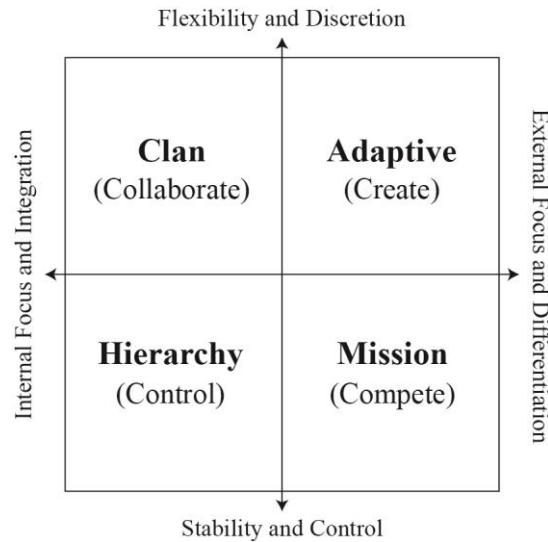 Flexibility and Discretion
Internal Focus and Integration
Clan
(Collaborate)
Adaptive
(Create)
External Focus and Differentiation
Hierarchy
(Control)
Mission
(Compete)
Stability and Control